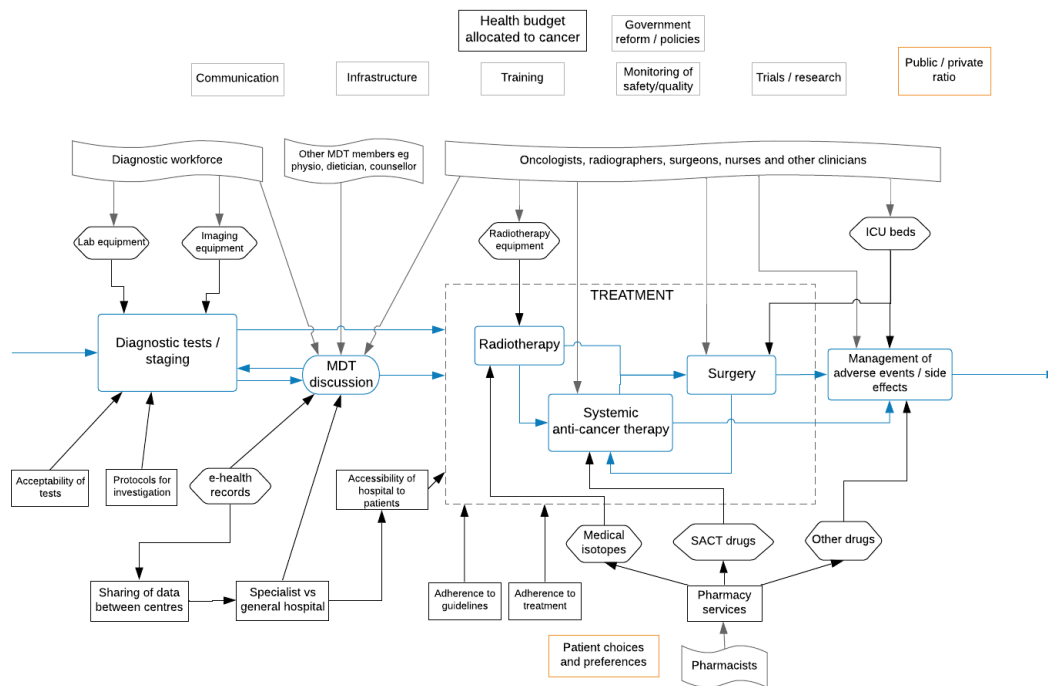 Health budget
allocated to cancer
Government
reform / policies
Communication
Infrastructure
Training
Monitoring of
safety/quality
Trials / research
Public / private
ratio
Diagnostic workforce
Other MDT members eg
physio, dietician, counsellor
Oncologists, radiographers, surgeons, nurses and other clinicians
Lab equipment
Imaging
equipment
Radiotherapy
equipment
ICU beds
TREATMENT
Diagnostic tests /
staging
MDT
discussion
Radiotherapy
Surgery
Management of
adverse events / side
effects
Systemic
anti-cancer therapy
Acceptability of
tests
Protocols for
investigation
e-health
records
Accessibility of
hospital to
patients
Medical
isotopes
SACT drugs
Other drugs
Sharing of data
between centres
Specialist vs
general hospital
Adherence to
guidelines
Adherence to
treatment
Pharmacy
services
Patient choices
and preferences
Pharmacists